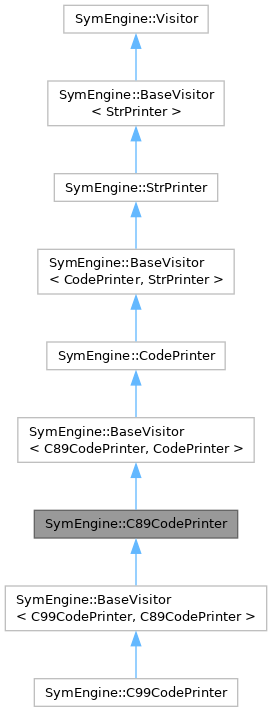 SymEngine::Visitor
SymEngine::BaseVisitor
< StrPrinter >
SymEngine::StrPrinter
SymEngine::BaseVisitor
< CodePrinter, StrPrinter >
SymEngine::CodePrinter
SymEngine::BaseVisitor
< C89CodePrinter, CodePrinter >
SymEngine::C89CodePrinter
SymEngine::BaseVisitor
< C99CodePrinter, C89CodePrinter >
SymEngine::C99CodePrinter